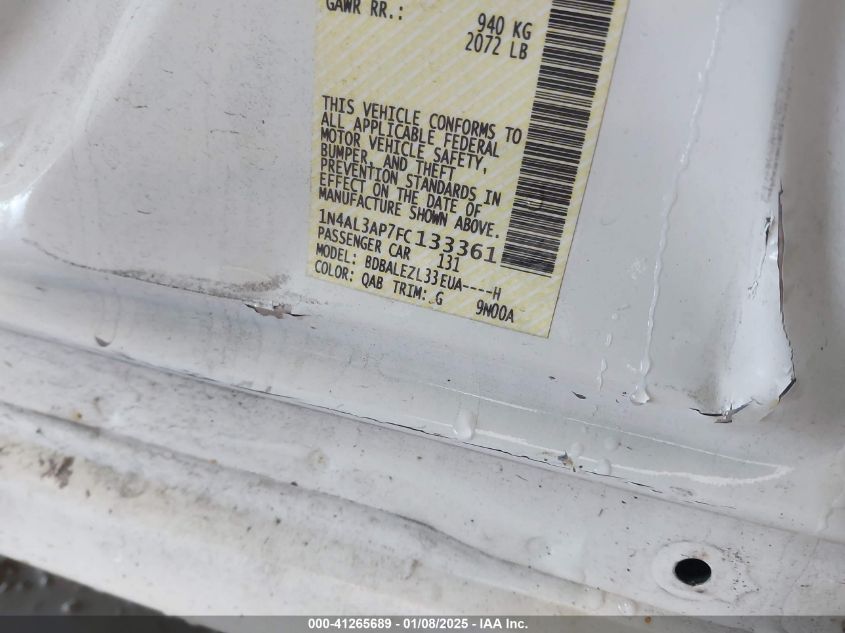 GAWR RR.: 940 KG
2072 LB
THIS VEHICLE CONFORMS TO
ALL APPLICABLE FEDERAL
MOTOR VEHICLE SAFETY,
BUMPER, AND THEFT
PREVENTION STANDARDS IN
EFFECT ON THE DATE OF
MANUFACTURE SHOWN ABOVE.
1N4AL3AP7FC133361
PASSENGER CAR 131
MODEL: BDBALEZL33EUA----H
COLOR: QAB TRIM: G 9N00A
000-41265689 - 01/08/2025 - IAA Inc.